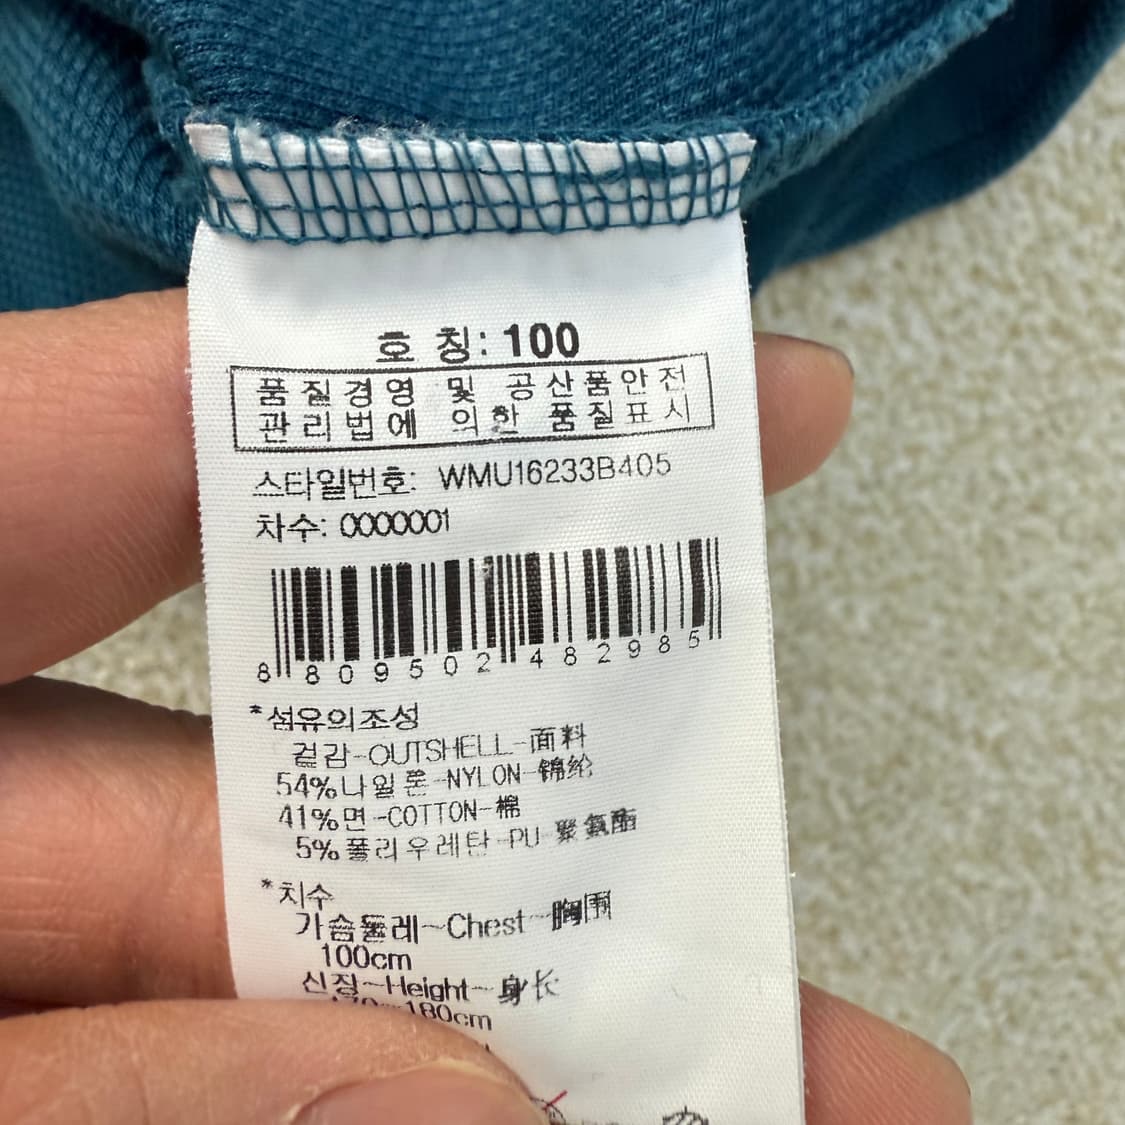 호 칭: 100
품질경영 및 공산품안전
관리법에 의한 품질표시
스타일번호: WMU16233B405
차수: 0000001
8 809502 482985
*섬유의조성
겉감-OUTSHELL-面料
54%나일론-NYLON-锦纶
41%면-COTTON-棉
5%폴리우레탄-PU-聚氨酯
*치수
가슴둘레~Chest~胸围
100cm
신장~Height~身长
180cm